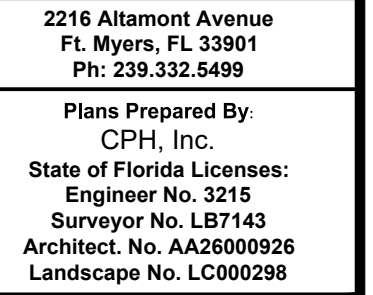 2216 Altamont Avenue
Ft. Myers, FL 33901
Ph: 239.332.5499
Plans Prepared By:
CPH, Inc.
State of Florida Licenses:
Engineer No. 3215
Surveyor No. LB7143
Architect. No. AA26000926
Landscape No. LC000298